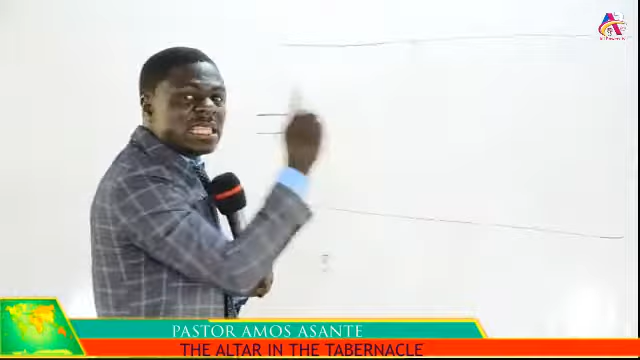 PASTOR AMOS ASANTE
THE ALTAR IN THE TABERNACLE